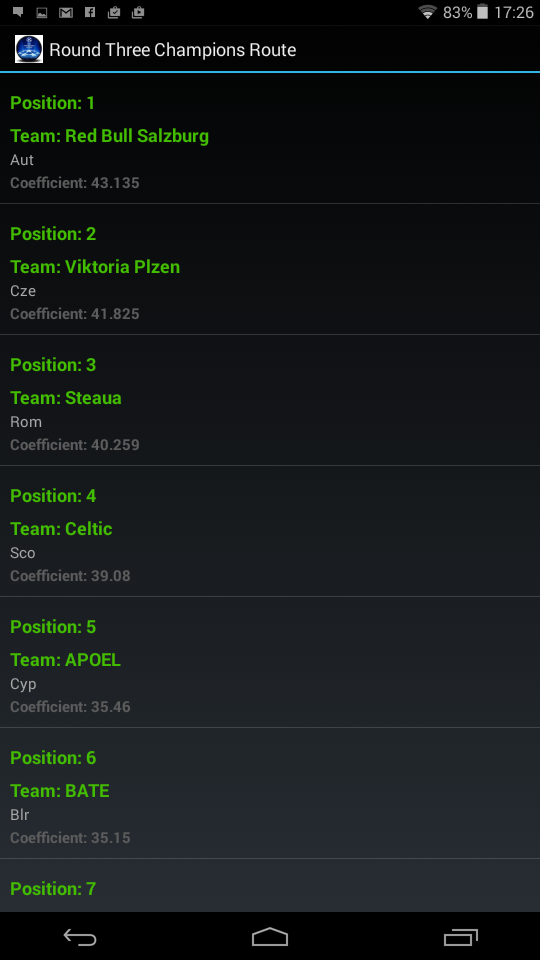 83% 17:26
Round Three Champions Route
Position: 1
Team: Red Bull Salzburg
Aut
Coefficient: 43.135
Position: 2
Team: Viktoria Plzen
Cze
Coefficient: 41.825
Position: 3
Team: Steaua
Rom
Coefficient: 40.259
Position: 4
Team: Celtic
Sco
Coefficient: 39.08
Position: 5
Team: APOEL
Cyp
Coefficient: 35.46
Position: 6
Team: BATE
Blr
Coefficient: 35.15
Position: 7